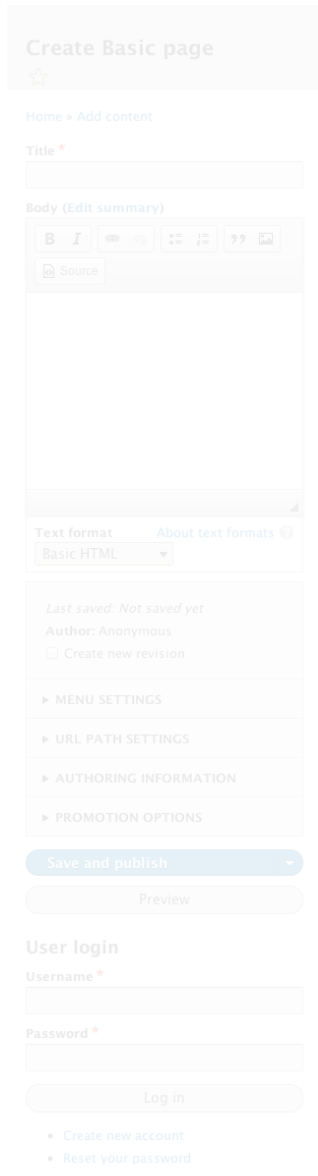 Create Basic page
Home » Add content
Title *
Body (Edit summary)
B I
Source
Text format About text formats ?
Basic HTML
Last saved: Not saved yet
Author: Anonymous
Create new revision
MENU SETTINGS
URL PATH SETTINGS
AUTHORING INFORMATION
PROMOTION OPTIONS
Save and publish
Preview
User login
Username *
Password *
Log in
• Create new account
• Reset your password